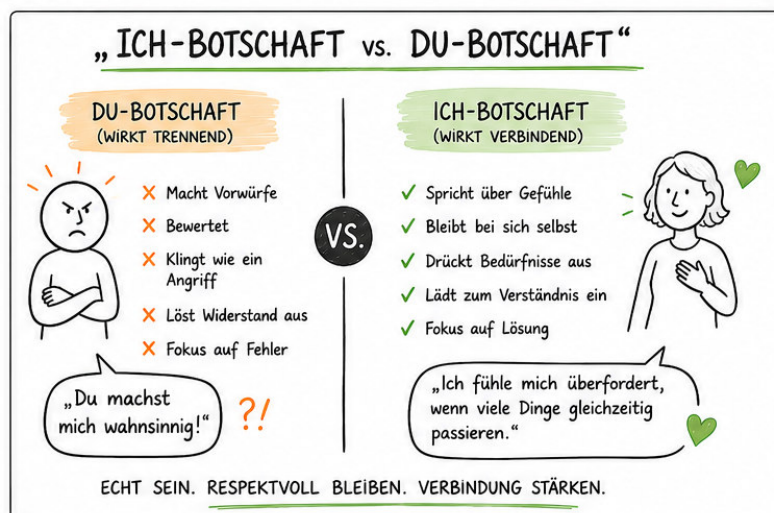 „ICH-BOTSCHAFT VS. DU-BOTSCHAFT“
DU-BOTSCHAFT
(WIRKT TRENNEND)
X Macht Vorwürfe
X Bewertet
X Klingt wie ein
Angriff
X Löst Widerstand aus
X Fokus auf Fehler
„Du machst
mich wahnsinnig!“
?!
VS.
ICH-BOTSCHAFT
(WIRKT VERBINDEND)
✓ Spricht über Gefühle
✓ Bleibt bei sich selbst
✓ Drückt Bedürfnisse aus
✓ Lädt zum Verständnis ein
✓ Fokus auf Lösung
„Ich fühle mich überfordert,
wenn viele Dinge gleichzeitig
passieren.“
ECHT SEIN. RESPEKTVOLL BLEIBEN. VERBINDUNG STÄRKEN.